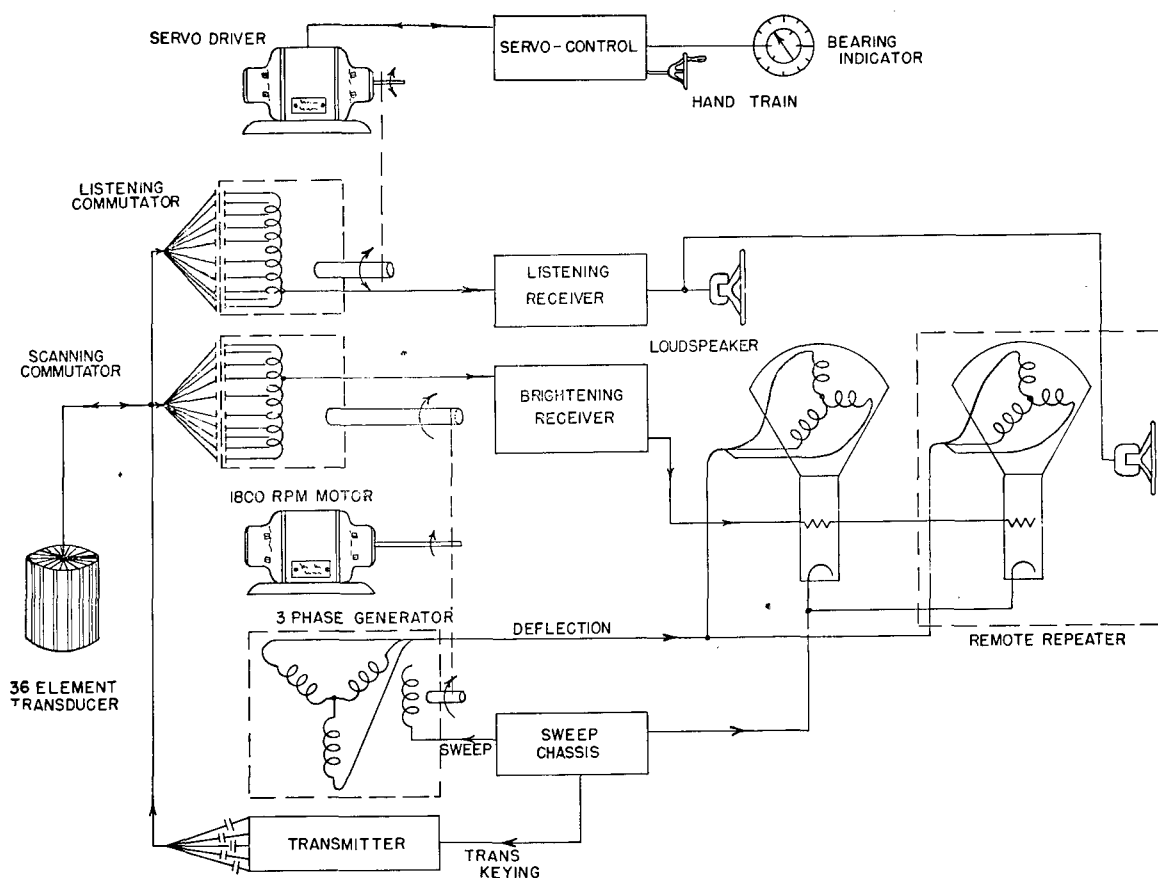 SERVO DRIVER
SERVO-CONTROL
BEARING
INDICATOR
HAND TRAIN
LISTENING
COMMUTATOR
LISTENING
RECEIVER
LOUDSPEAKER
SCANNING
COMMUTATOR
BRIGHTENING
RECEIVER
1800 RPM MOTOR
3 PHASE GENERATOR
DEFLECTION
REMOTE REPEATER
36 ELEMENT
TRANSDUCER
SWEEP
SWEEP
CHASSIS
TRANSMITTER
TRANS
KEYING